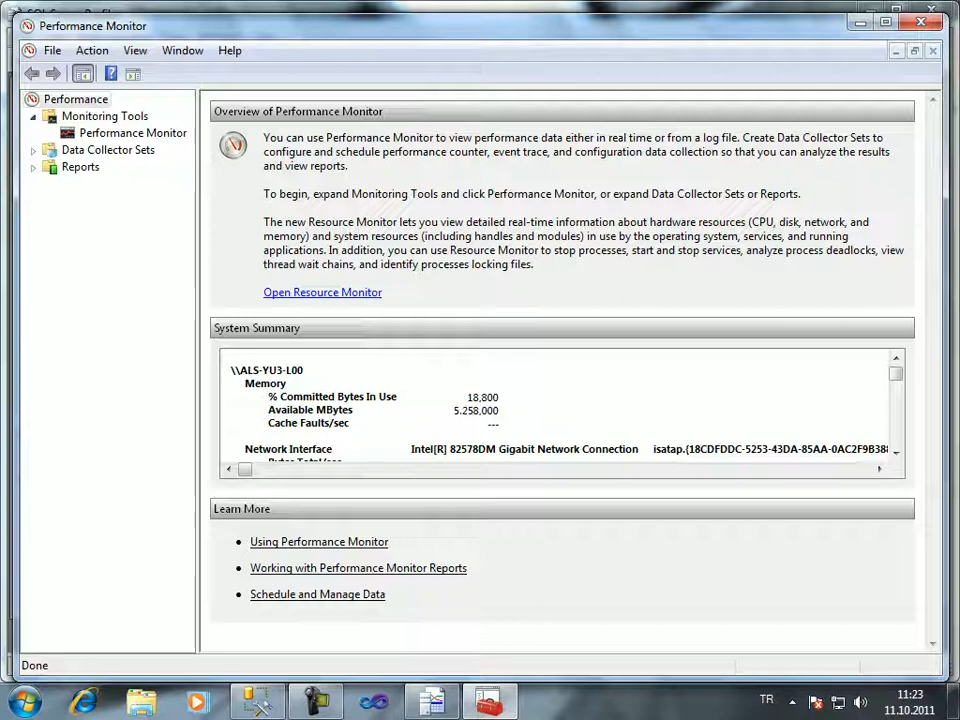 Performance Monitor
File Action View Window Help
Performance
Monitoring Tools
Performance Monitor
Data Collector Sets
Reports
Overview of Performance Monitor
You can use Performance Monitor to view performance data either in real time or from a log file. Create Data Collector Sets to
configure and schedule performance counter, event trace, and configuration data collection so that you can analyze the results
and view reports.
To begin, expand Monitoring Tools and click Performance Monitor, or expand Data Collector Sets or Reports.
The new Resource Monitor lets you view detailed real-time information about hardware resources (CPU, disk, network, and
memory) and system resources (including handles and modules) in use by the operating system, services, and running
applications. In addition, you can use Resource Monitor to stop processes, start and stop services, analyze process deadlocks, view
thread wait chains, and identify processes locking files.
Open Resource Monitor
System Summary
\\ALS-YU3-L00
Memory
% Committed Bytes In Use 18,800
Available MBytes 5.258,000
Cache Faults/sec ---
Network Interface Intel[R] 82578DM Gigabit Network Connection isatap.{18CDFDDC-5253-43DA-85AA-0AC2F9B38
Learn More
Using Performance Monitor
Working with Performance Monitor Reports
Schedule and Manage Data
Done
TR
11:23
11.10.2011